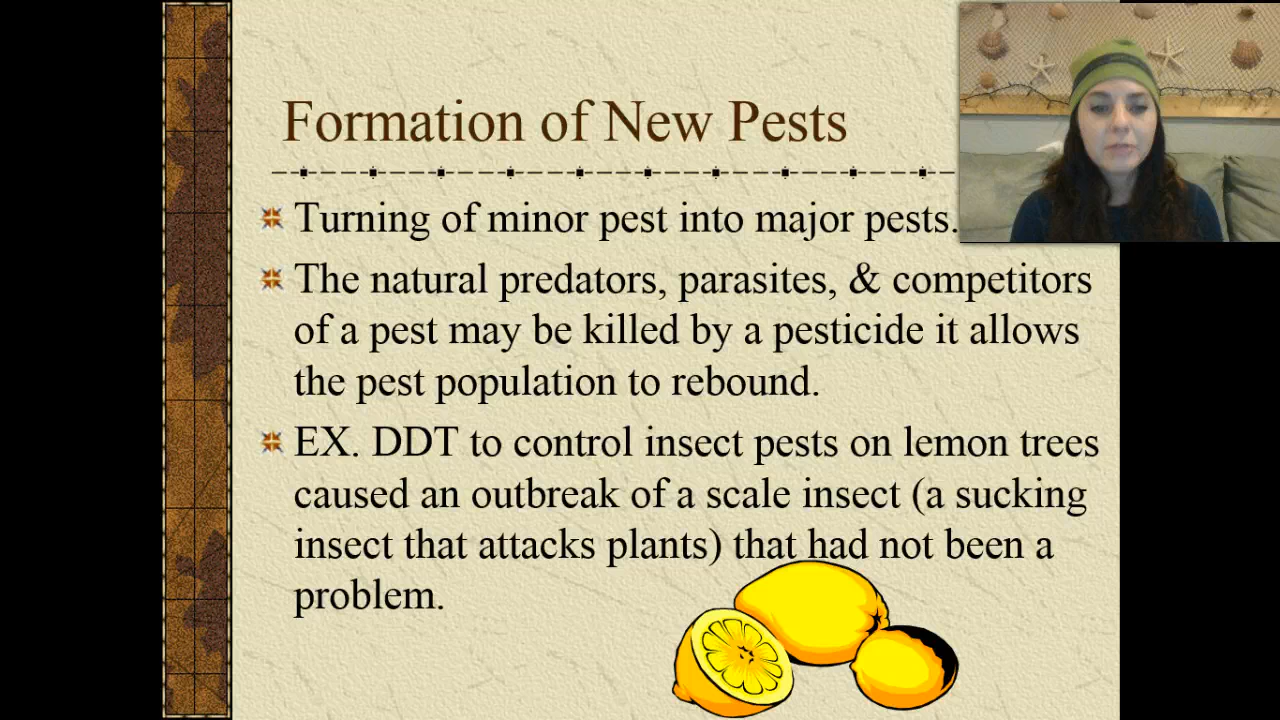 Formation of New Pests
Turning of minor pest into major pests.
The natural predators, parasites, & competitors
of a pest may be killed by a pesticide it allows
the pest population to rebound.
EX. DDT to control insect pests on lemon trees
caused an outbreak of a scale insect (a sucking
insect that attacks plants) that had not been a
problem.